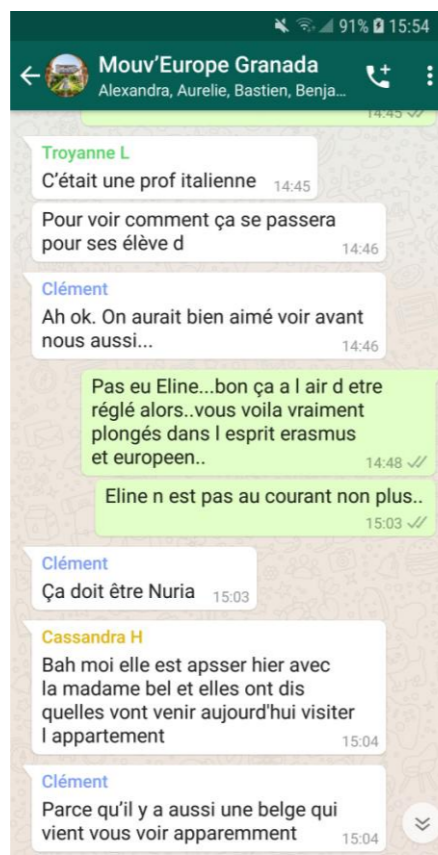 91% 15:54
Mouv'Europe Granada
Alexandra, Aurelie, Bastien, Benja...
14:45
Troyanne L
C'était une prof italienne 14:45
Pour voir comment ça se passera
pour ses élève d
14:46
Clément
Ah ok. On aurait bien aimé voir avant
nous aussi...
14:46
Pas eu Eline...bon ça a l air d etre
réglé alors..vous voila vraiment
plongés dans l esprit erasmus
et europeen..
14:48
Eline n est pas au courant non plus..
15:03
Clément
Ça doit être Nuria 15:03
Cassandra H
Bah moi elle est apsser hier avec
la madame bel et elles ont dis
quelles vont venir aujourd'hui visiter
l appartement
15:04
Clément
Parce qu'il y a aussi une belge qui
vient vous voir apparemment 15:04